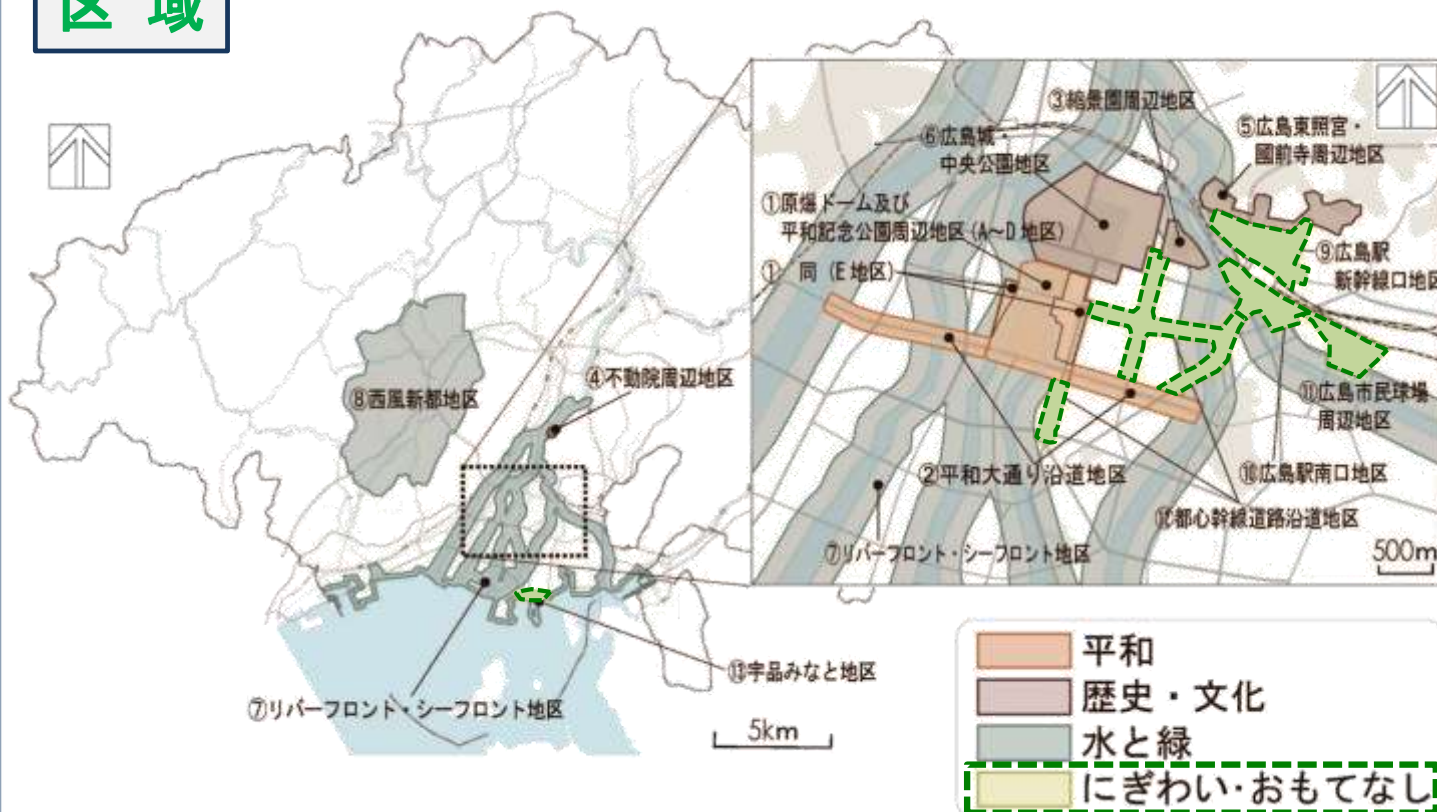 区 域
③縮景園周辺地区
⑥広島城・
中央公園地区
⑤広島東照宮・
國前寺周辺地区
①原爆ドーム及び
平和記念公園周辺地区(A～D地区)
① 同(E地区)
⑨広島駅
新幹線口地区
④不動院周辺地区
⑧西風新都地区
⑪広島市民球場
周辺地区
②平和大通り沿道地区
⑩広島駅南口地区
⑫都心幹線道路沿道地区
⑦リバーフロント・シーフロント地区
500m
⑬宇品みなと地区
⑦リバーフロント・シーフロント地区
5km
平和
歴史・文化
水と緑
にぎわい・おもてなし